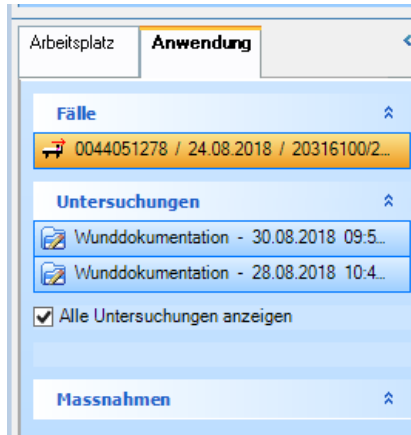 Arbeitsplatz Anwendung
Fälle
0044051278 / 24.08.2018 / 20316100/2...
Untersuchungen
Wunddokumentation - 30.08.2018 09:5...
Wunddokumentation - 28.08.2018 10:4...
Alle Untersuchungen anzeigen
Massnahmen